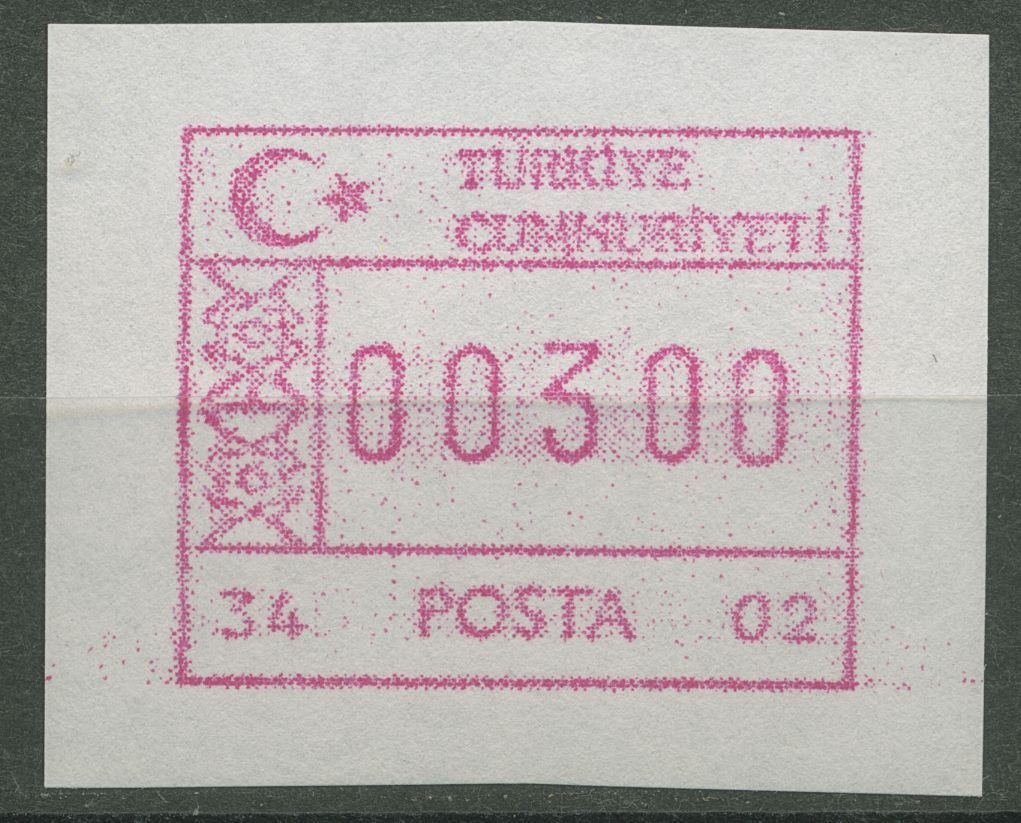 TÜRKİYE
CUMHURİYETİ
00300
34 POSTA 02